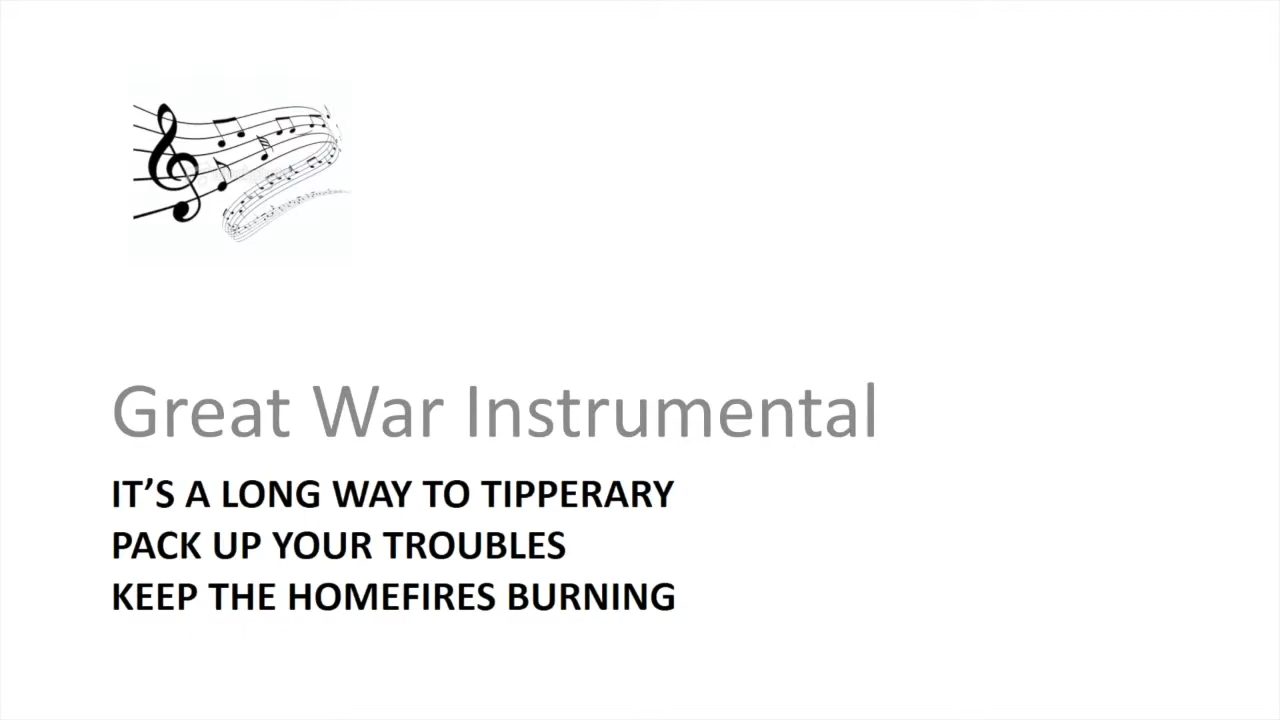 Great War Instrumental
IT’S A LONG WAY TO TIPPERARY
PACK UP YOUR TROUBLES
KEEP THE HOMEFIRES BURNING